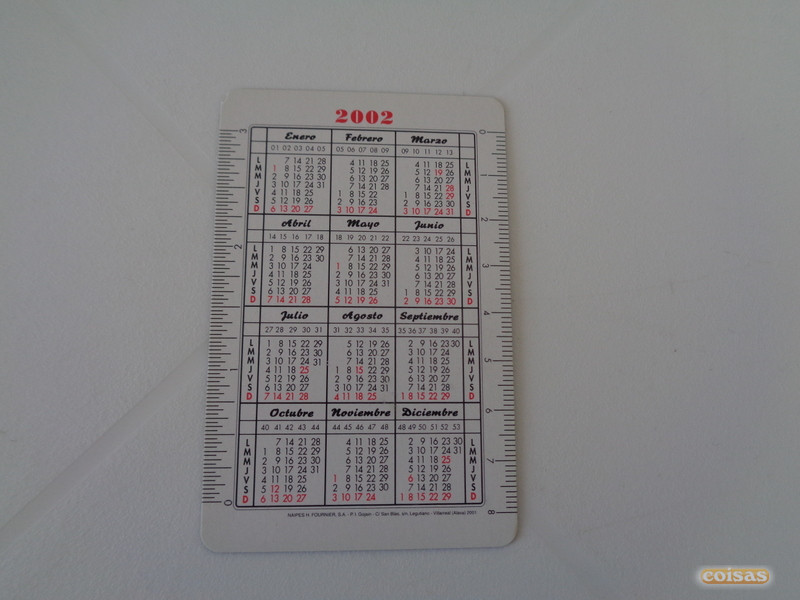 2002
Enero Febrero Marzo
01 02 03 04 05 05 06 07 08 09 09 10 11 12 13
L 7 14 21 28 4 11 18 25 4 11 18 25 L
M 1 8 15 22 29 5 12 19 26 5 12 19 26 M
M 2 9 16 23 30 6 13 20 27 6 13 20 27 M
J 3 10 17 24 31 7 14 21 28 7 14 21 28 J
V 4 11 18 25 1 8 15 22 1 8 15 22 29 V
S 5 12 19 26 2 9 16 23 2 9 16 23 30 S
D 6 13 20 27 3 10 17 24 3 10 17 24 31 D
Abril Mayo Junio
14 15 16 17 18 18 19 20 21 22 22 23 24 25 26
L 1 8 15 22 29 6 13 20 27 3 10 17 24 L
M 2 9 16 23 30 7 14 21 28 4 11 18 25 M
M 3 10 17 24 1 8 15 22 29 5 12 19 26 M
J 4 11 18 25 2 9 16 23 30 6 13 20 27 J
V 5 12 19 26 3 10 17 24 31 7 14 21 28 V
S 6 13 20 27 4 11 18 25 1 8 15 22 29 S
D 7 14 21 28 5 12 19 26 2 9 16 23 30 D
Julio Agosto Septiembre
27 28 29 30 31 31 32 33 34 35 35 36 37 38 39 40
L 1 8 15 22 29 5 12 19 26 2 9 16 23 30 L
M 2 9 16 23 30 6 13 20 27 3 10 17 24 M
M 3 10 17 24 31 7 14 21 28 4 11 18 25 M
J 4 11 18 25 1 8 15 22 29 5 12 19 26 J
V 5 12 19 26 2 9 16 23 30 6 13 20 27 V
S 6 13 20 27 3 10 17 24 31 7 14 21 28 S
D 7 14 21 28 4 11 18 25 1 8 15 22 29 D
Octubre Noviembre Diciembre
40 41 42 43 44 44 45 46 47 48 48 49 50 51 52 53
L 7 14 21 28 4 11 18 25 2 9 16 23 30 L
M 1 8 15 22 29 5 12 19 26 3 10 17 24 31 M
M 2 9 16 23 30 6 13 20 27 4 11 18 25 M
J 3 10 17 24 31 7 14 21 28 5 12 19 26 J
V 4 11 18 25 1 8 15 22 29 6 13 20 27 V
S 5 12 19 26 2 9 16 23 30 7 14 21 28 S
D 6 13 20 27 3 10 17 24 1 8 15 22 29 D
NAIPES H. FOURNIER, S.A.
3 2 1 0
0 1 2 3 4 5 6 7 8
coisas